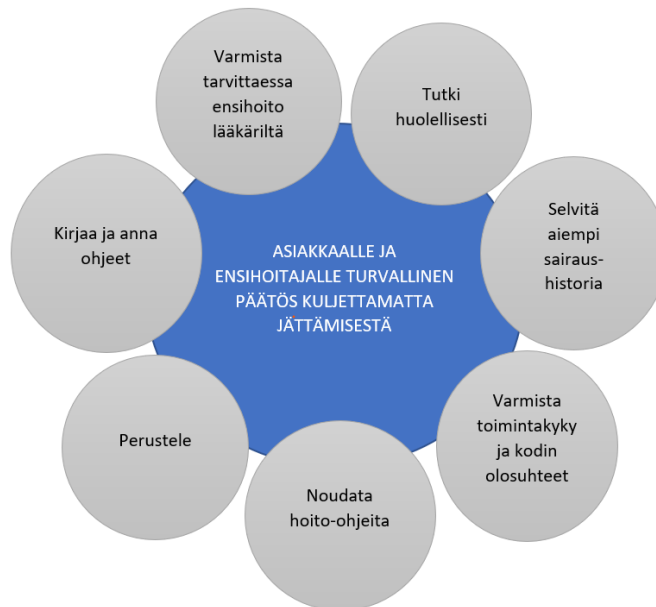 Varmista
tarvittaessa
ensihoito
lääkäriltä
Tutki
huolellisesti
Selvitä
aiempi
sairaus-
historia
Varmista
toimintakyky
ja kodin
olosuhteet
Noudata
hoito-ohjeita
Perustele
Kirjaa ja anna
ohjeet
ASIAKKAALLE JA
ENSIHOITAJALLE TURVALLINEN
PÄÄTÖS KULJETTAMATTA
JÄTTÄMISESTÄ